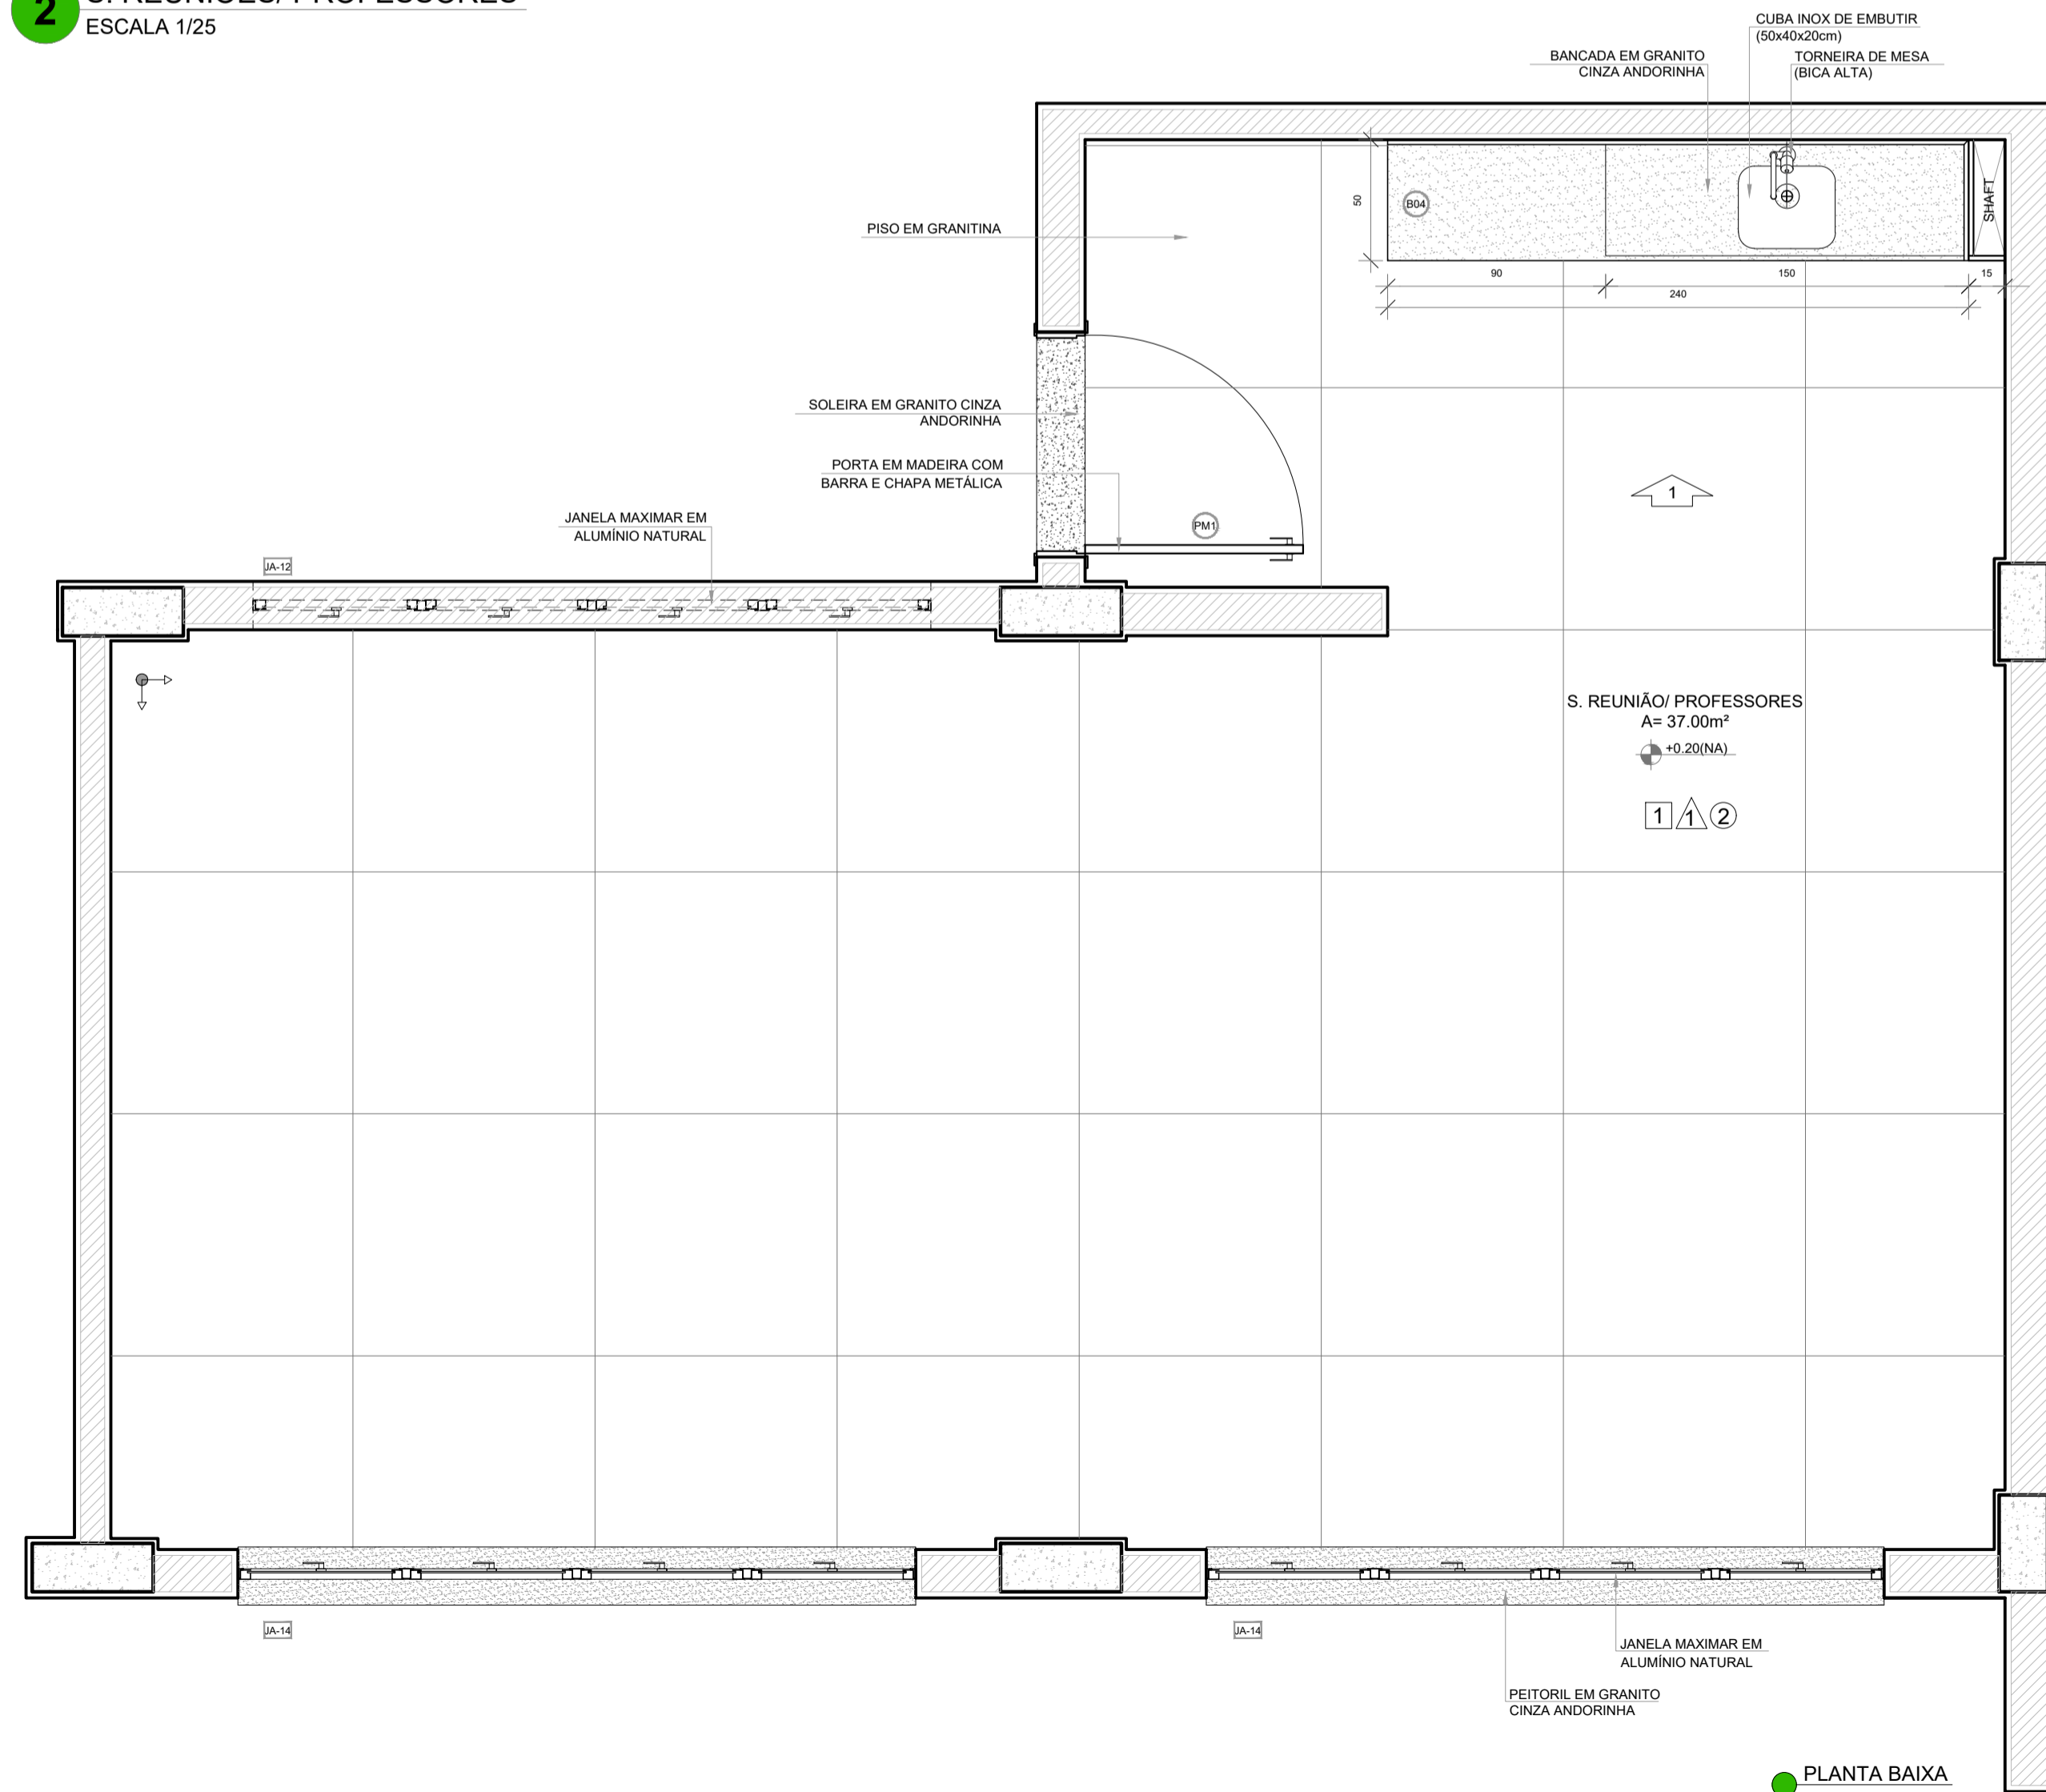 2
S. REUNIÕES/ PROFESSORES
ESCALA 1/25
CUBA INOX DE EMBUTIR
(50x40x20cm)
BANCADA EM GRANITO
CINZA ANDORINHA
TORNEIRA DE MESA
(BICA ALTA)
50
B04
SHAFT
PISO EM GRANITINA
90
150
15
240
SOLEIRA EM GRANITO CINZA
ANDORINHA
PORTA EM MADEIRA COM
BARRA E CHAPA METÁLICA
1
PM1
JANELA MAXIMAR EM
ALUMÍNIO NATURAL
JA-12
S. REUNIÃO/ PROFESSORES
A= 37.00m²
+0.20(NA)
1 1 2
JA-14
JA-14
JANELA MAXIMAR EM
ALUMÍNIO NATURAL
PEITORIL EM GRANITO
CINZA ANDORINHA
PLANTA BAIXA